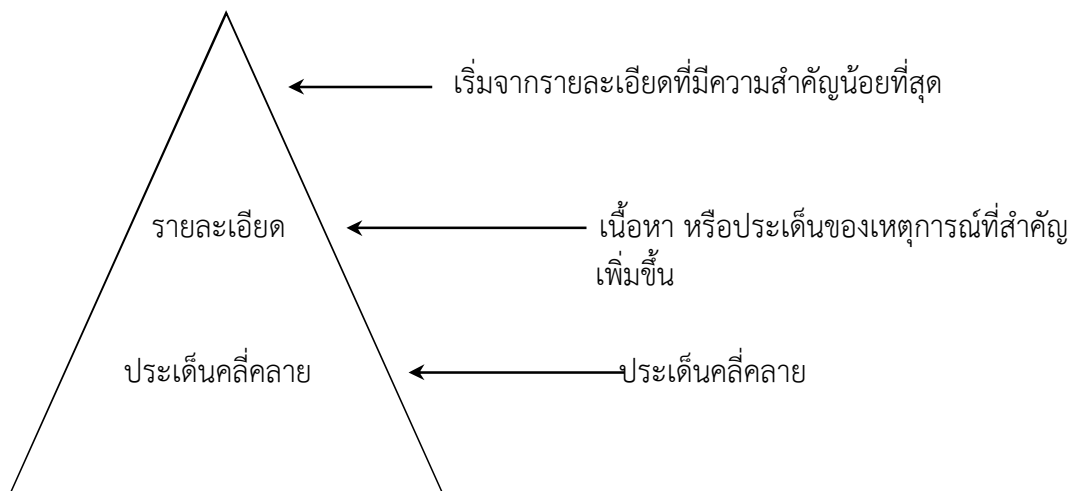 เริ่มจากรายละเอียดที่มีความสำคัญน้อยที่สุด
รายละเอียด
เนื้อหา หรือประเด็นของเหตุการณ์ที่สำคัญ
เพิ่มขึ้น
ประเด็นคลี่คลาย
ประเด็นคลี่คลาย